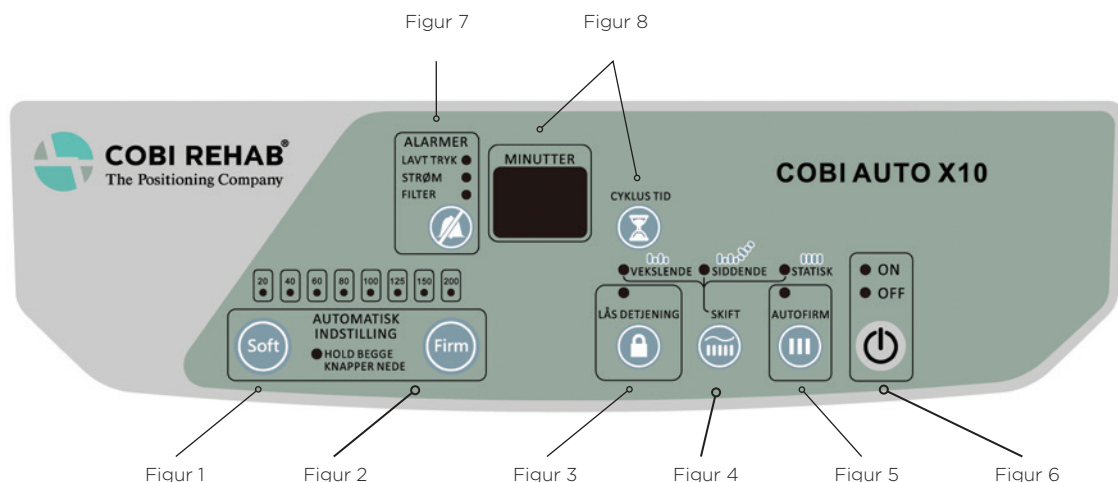 Figur 7 Figur 8
COBI REHAB®
The Positioning Company
ALARMER
LAVT TRYK
STRØM
FILTER
MINUTTER
CYKLUS TID
COBI AUTO X10
VEKSLENDE SIDDENDE STATISK
20 40 60 80 100 125 150 200
AUTOMATISK
INDSTILLING
Soft
Firm
HOLD BEGGE
KNAPPER NEDE
LÅS DETJENING
SKIFT
AUTOFIRM
ON
OFF
Figur 1 Figur 2 Figur 3 Figur 4 Figur 5 Figur 6